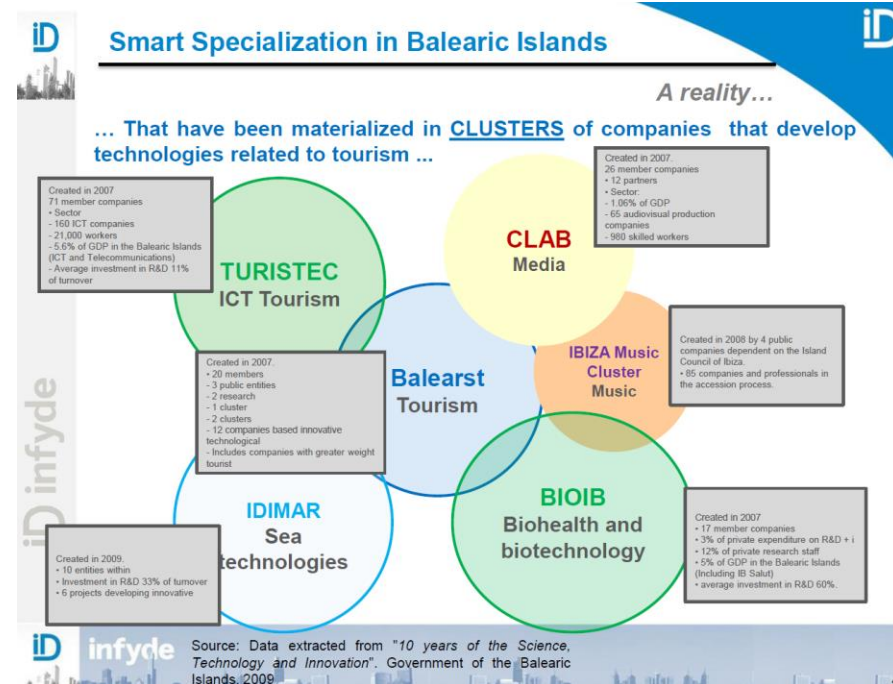 iD
Smart Specialization in Balearic Islands
iD
A reality…
… That have been materialized in CLUSTERS of companies that develop
technologies related to tourism ...
Created in 2007
71 member companies
• Sector
- 160 ICT companies
- 21,000 workers
- 5.6% of GDP in the Balearic Islands
(ICT and Telecommunications)
- Average investment in R&D 11%
of turnover
TURISTEC
ICT Tourism
Created in 2007.
26 member companies
• 12 partners
• Sector:
- 1.06% of GDP
- 65 audiovisual production
companies
- 980 skilled workers
CLAB
Media
Created in 2007.
• 20 members
- 3 public entities
- 2 research
- 1 cluster
- 2 clusters
- 12 companies based innovative
technological
- Includes companies with greater weight
tourist
Balearst
Tourism
IBIZA Music
Cluster
Music
Created in 2008 by 4 public
companies dependent on the Island
Council of Ibiza.
• 85 companies and professionals in
the accession process.
IDIMAR
Sea
technologies
Created in 2009.
• 10 entities within
• Investment in R&D 33% of turnover
• 6 projects developing innovative
BIOIB
Biohealth and
biotechnology
Created in 2007
• 17 member companies
• 3% of private expenditure on R&D + i
• 12% of private research staff
• 5% of GDP in the Balearic Islands
(Including IB Salut)
• average investment in R&D 60%.
iD infyde
iD infyde
Source: Data extracted from "10 years of the Science,
Technology and Innovation". Government of the Balearic
Islands, 2009